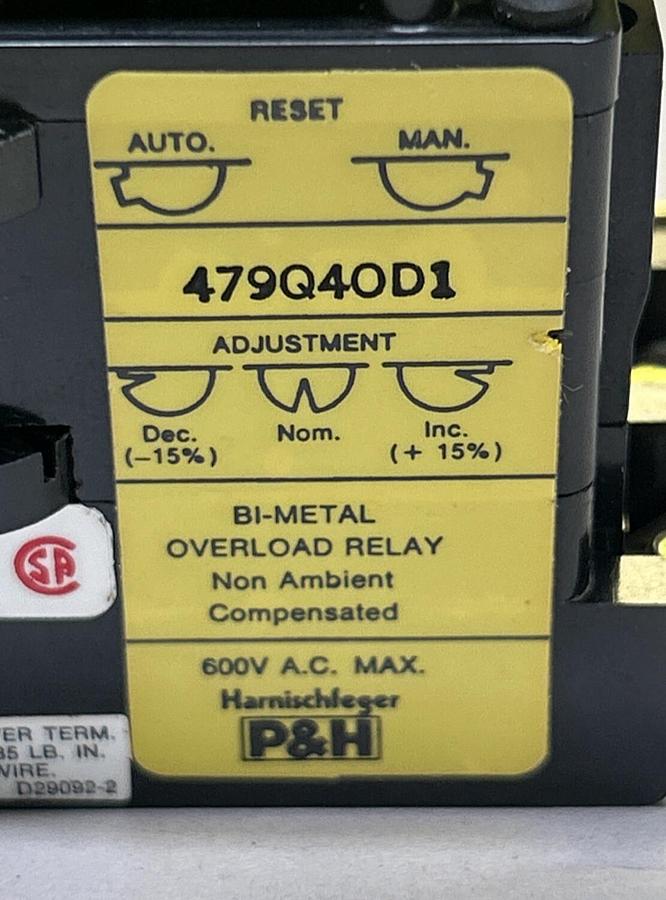 RESET
AUTO. MAN.
479Q40D1
ADJUSTMENT
Dec. Nom. Inc.
(-15%) (+ 15%)
BI-METAL
OVERLOAD RELAY
Non Ambient
Compensated
600V A.C. MAX.
Harnischfeger
P&H
SA
ER TERM.
35 LB. IN.
WIRE.
D29092-2